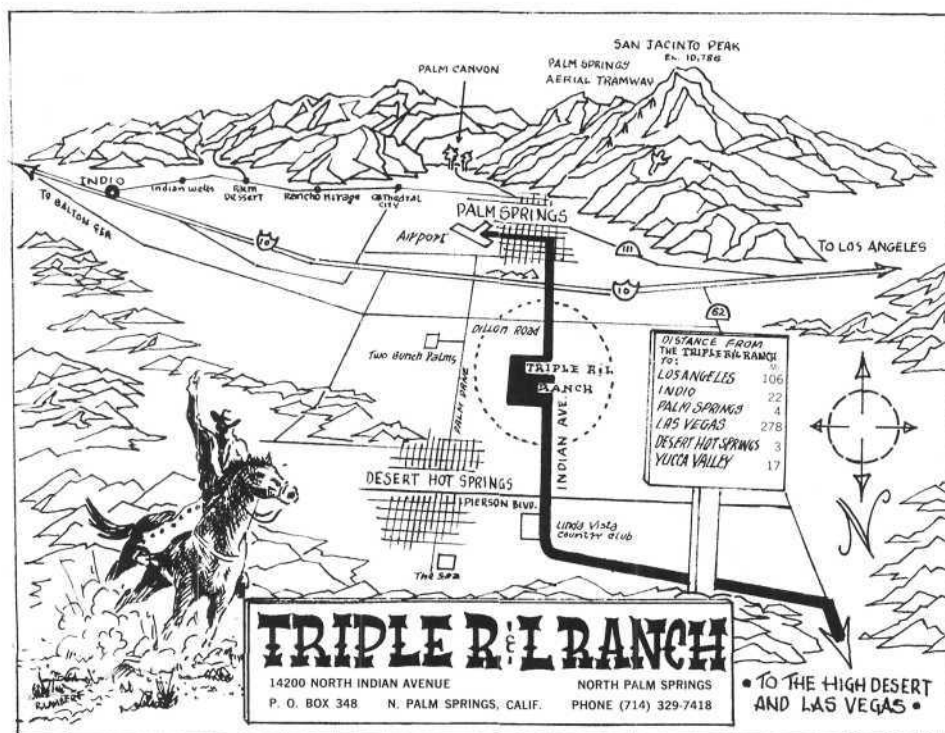 SAN JACINTO PEAK
EL. 10,786
PALM CANYON
PALM SPRINGS
AERIAL TRAMWAY
INDIO
Indian Wells
Palm
Dessert
Rancho Mirage
Cathedral
City
TO SALTON SEA
PALM SPRINGS
AIRPORT
111
TO LOS ANGELES
10
10
62
DILLON ROAD
Two Bunch Palms
PALM DRIVE
TRIPLE R&L
RANCH
INDIAN AVE.
DISTANCE FROM
THE TRIPLE R&L RANCH
TO: MI.
LOS ANGELES 106
INDIO 22
PALM SPRINGS 4
LAS VEGAS 278
DESERT HOT SPRINGS 3
YUCCA VALLEY 17
DESERT HOT SPRINGS
PIERSON BLVD.
Linda Vista
Country Club
The Spa
N
TRIPLE R&L RANCH
14200 NORTH INDIAN AVENUE NORTH PALM SPRINGS
P. O. BOX 348 N. PALM SPRINGS, CALIF. PHONE (714) 329-7418
• TO THE HIGH DESERT
AND LAS VEGAS •